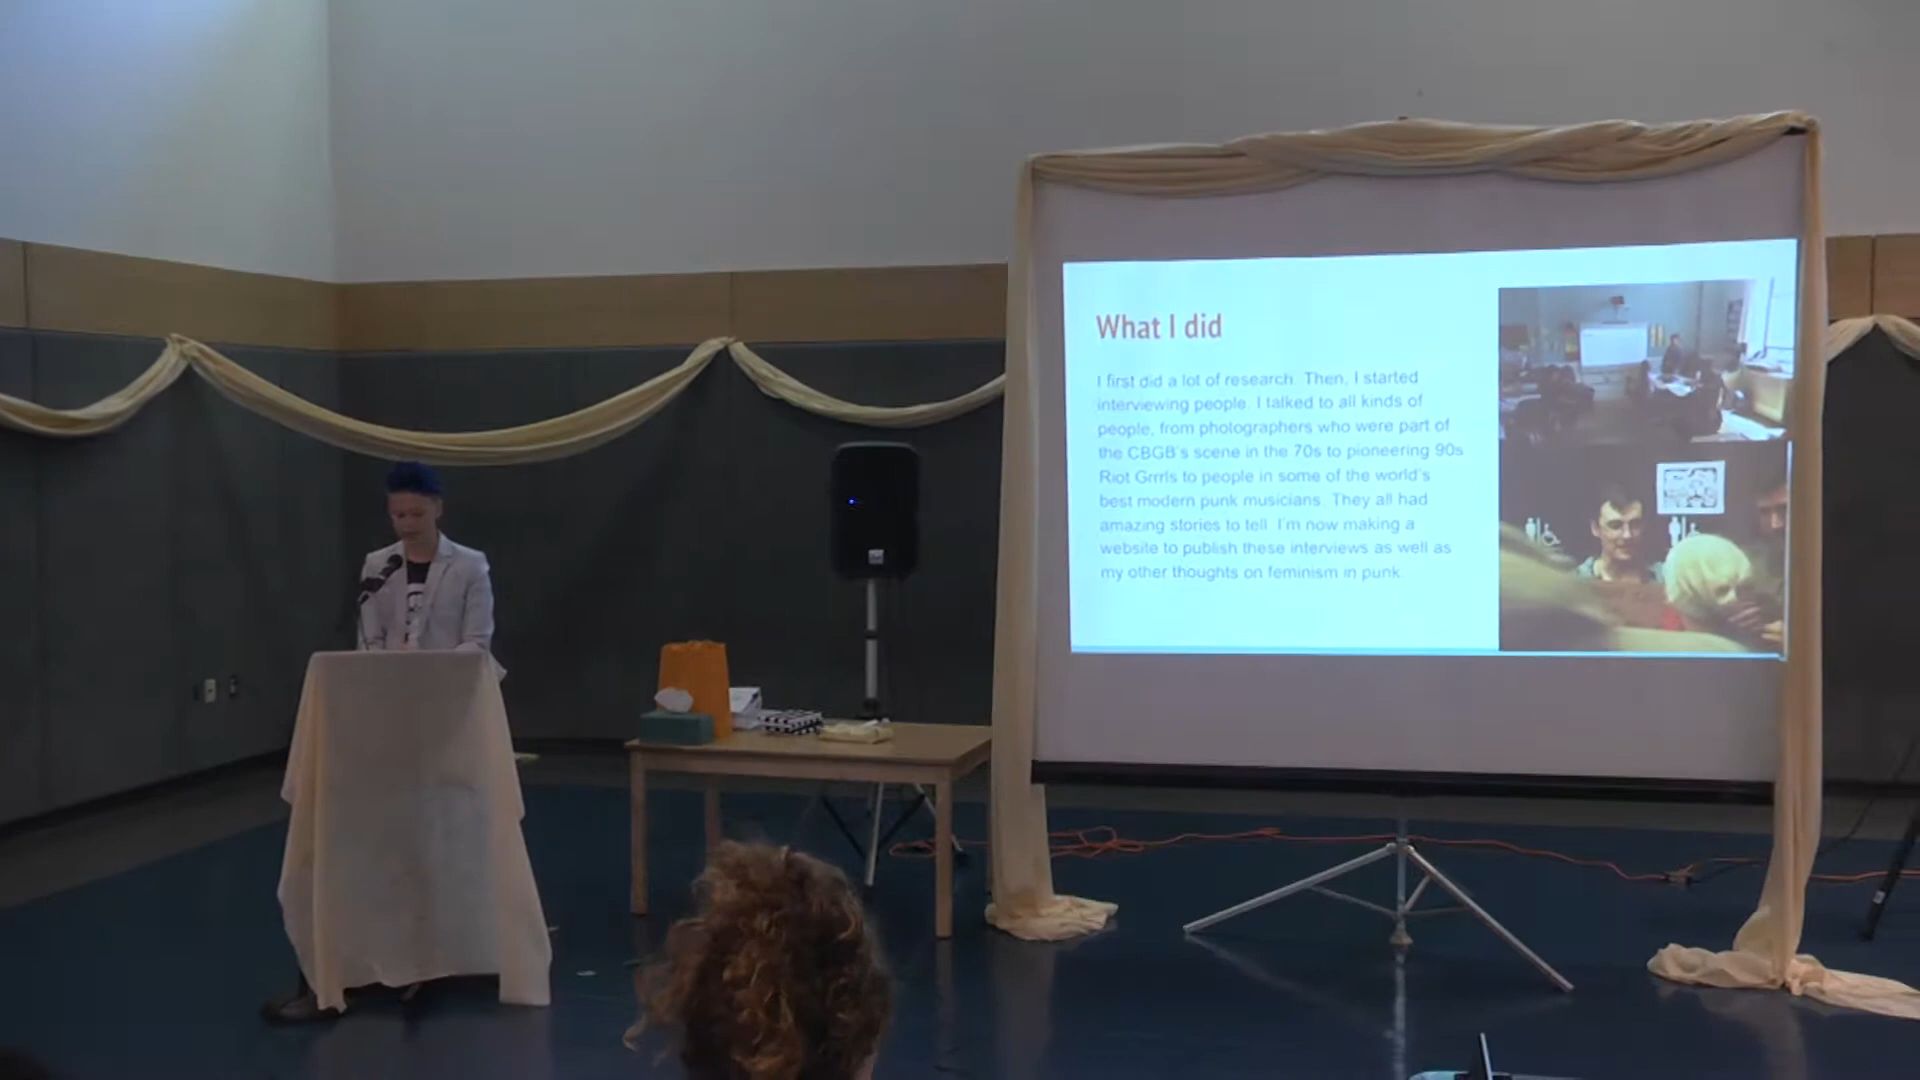 What I did
I first did a lot of research. Then, I started
interviewing people. I talked to all kinds of
people, from photographers who were part of
the CBGB's scene in the 70s to pioneering 90s
Riot Grrrls to people in some of the world's
best modern punk musicians. They all had
amazing stories to tell. I'm now making a
website to publish these interviews as well as
my other thoughts on feminism in punk.